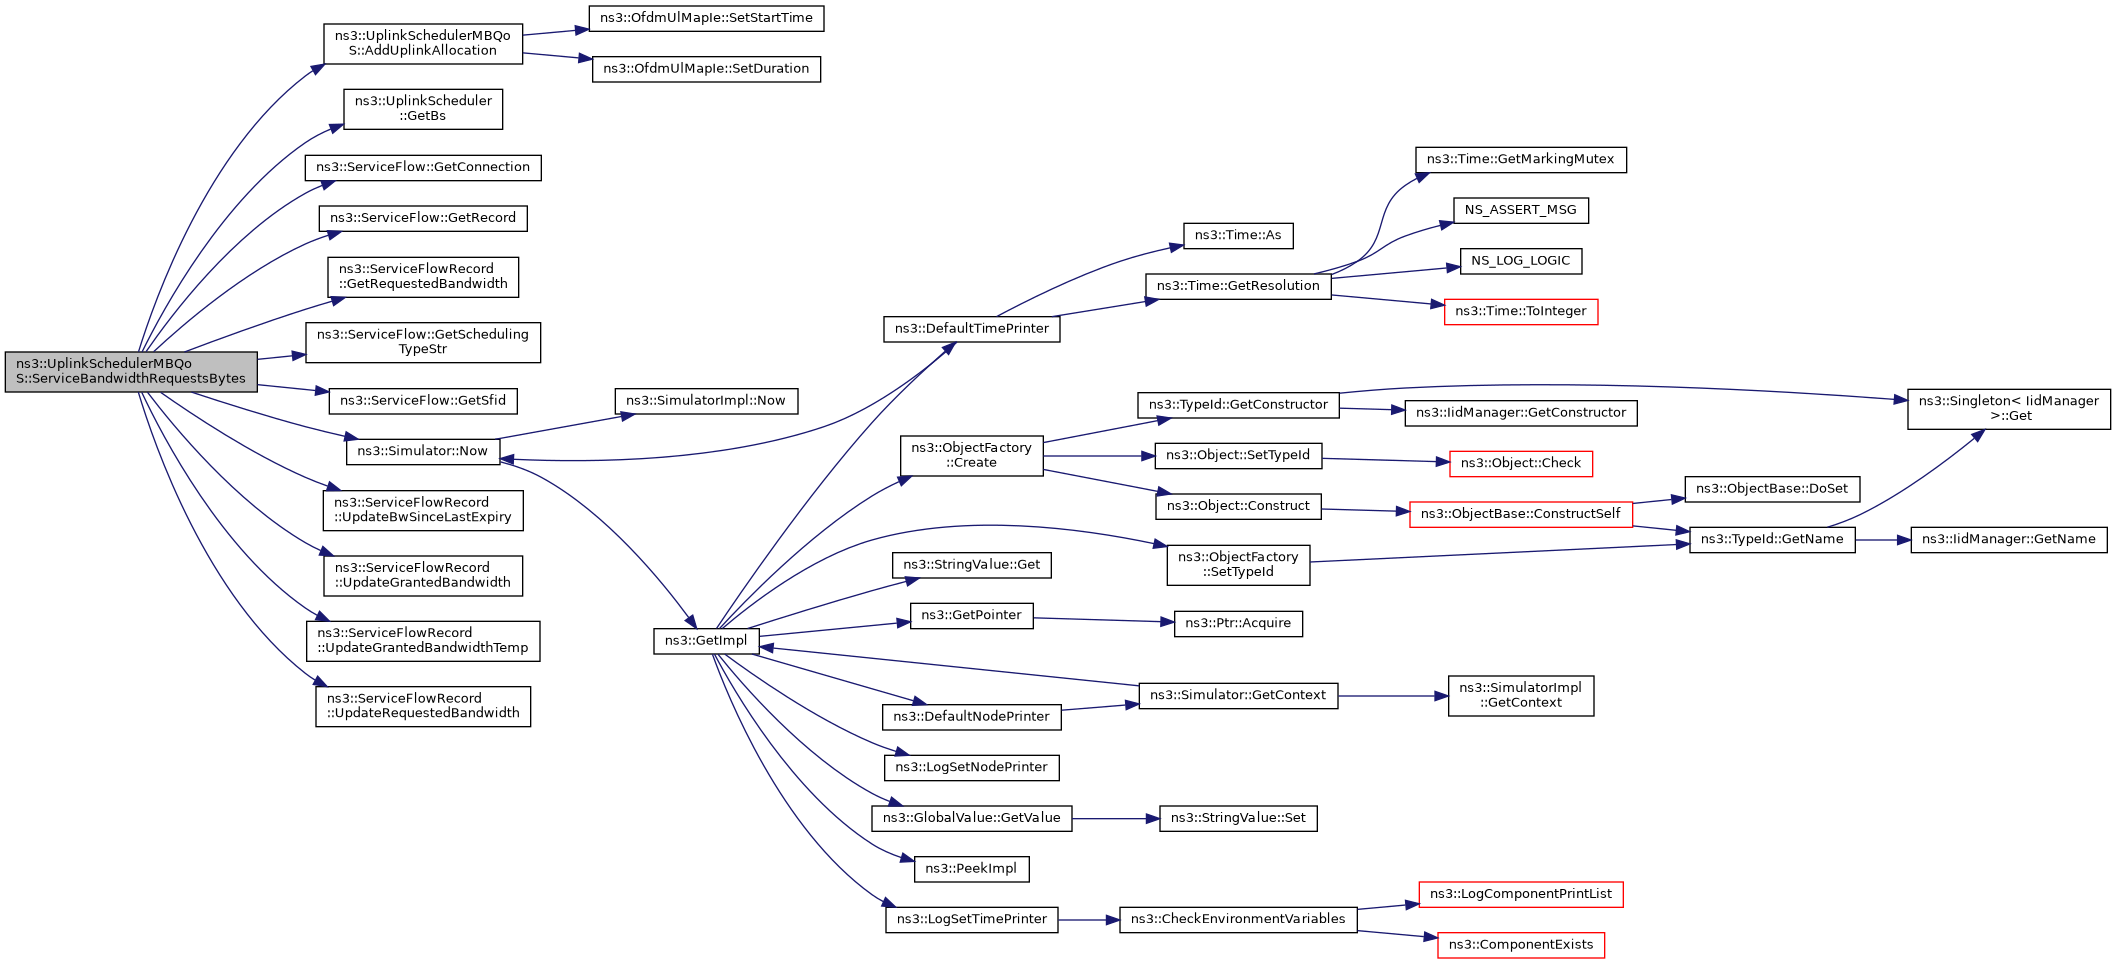 ns3::UplinkSchedulerMBQo
S::ServiceBandwidthRequestsBytes
ns3::UplinkSchedulerMBQo
S::AddUplinkAllocation
ns3::OfdmUlMapIe::SetStartTime
ns3::OfdmUlMapIe::SetDuration
ns3::UplinkScheduler
::GetBs
ns3::ServiceFlow::GetConnection
ns3::ServiceFlow::GetRecord
ns3::ServiceFlowRecord
::GetRequestedBandwidth
ns3::ServiceFlow::GetScheduling
TypeStr
ns3::ServiceFlow::GetSfid
ns3::Simulator::Now
ns3::ServiceFlowRecord
::UpdateBwSinceLastExpiry
ns3::ServiceFlowRecord
::UpdateGrantedBandwidth
ns3::ServiceFlowRecord
::UpdateGrantedBandwidthTemp
ns3::ServiceFlowRecord
::UpdateRequestedBandwidth
ns3::SimulatorImpl::Now
ns3::GetImpl
ns3::DefaultTimePrinter
ns3::ObjectFactory
::Create
ns3::StringValue::Get
ns3::GetPointer
ns3::DefaultNodePrinter
ns3::LogSetNodePrinter
ns3::GlobalValue::GetValue
ns3::PeekImpl
ns3::LogSetTimePrinter
ns3::Time::As
ns3::Time::GetResolution
ns3::TypeId::GetConstructor
ns3::Object::SetTypeId
ns3::Object::Construct
ns3::ObjectFactory
::SetTypeId
ns3::Ptr::Acquire
ns3::Simulator::GetContext
ns3::StringValue::Set
ns3::CheckEnvironmentVariables
ns3::Time::GetMarkingMutex
NS_ASSERT_MSG
NS_LOG_LOGIC
ns3::Time::ToInteger
ns3::IidManager::GetConstructor
ns3::Object::Check
ns3::ObjectBase::ConstructSelf
ns3::SimulatorImpl
::GetContext
ns3::LogComponentPrintList
ns3::ComponentExists
ns3::ObjectBase::DoSet
ns3::TypeId::GetName
ns3::Singleton< IidManager
>::Get
ns3::IidManager::GetName